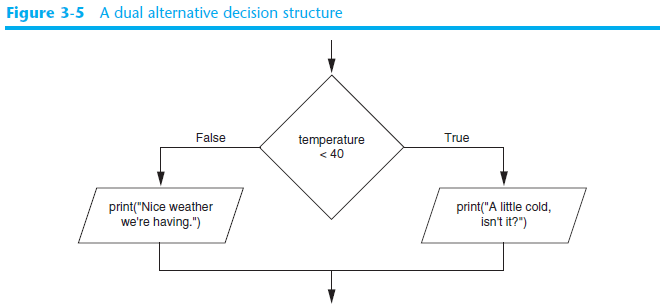 Figure 3-5 A dual alternative decision structure
False
temperature
< 40
True
print("Nice weather
we're having.")
print("A little cold,
isn't it?")